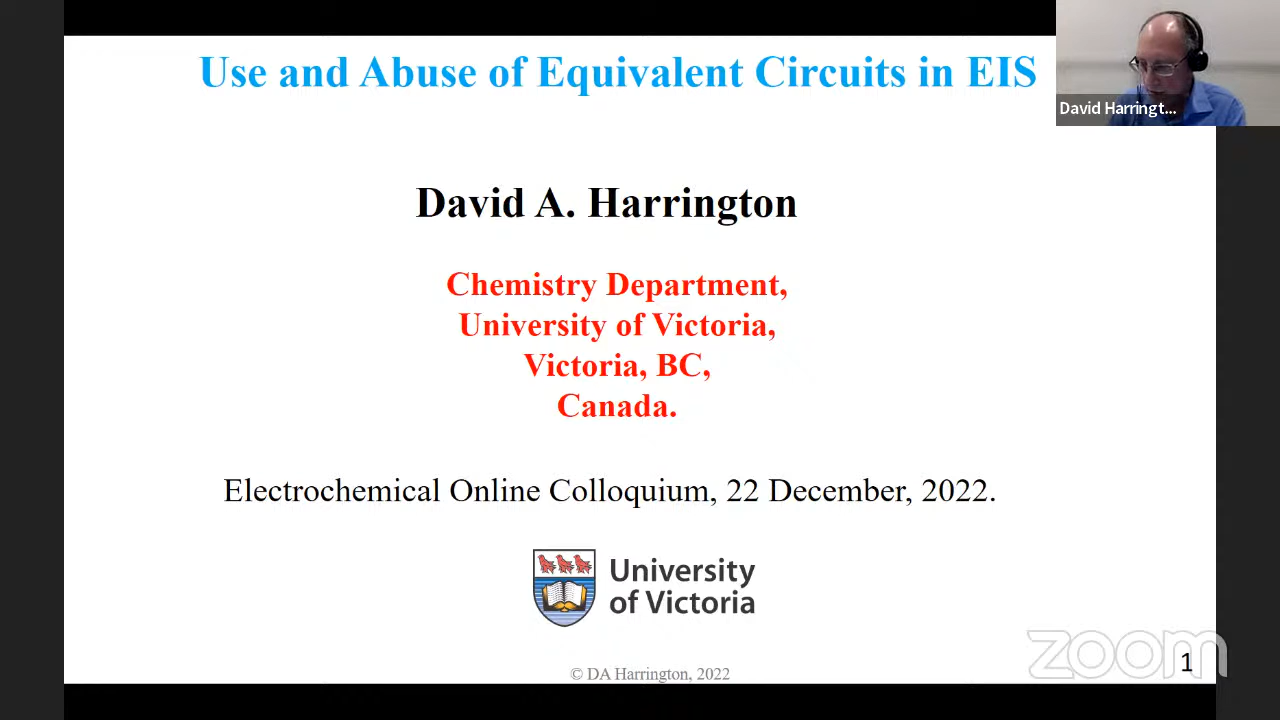 Use and Abuse of Equivalent Circuits in EIS
David Harringt...
David A. Harrington
Chemistry Department,
University of Victoria,
Victoria, BC,
Canada.
Electrochemical Online Colloquium, 22 December, 2022.
University
of Victoria
© DA Harrington, 2022
zoom
1